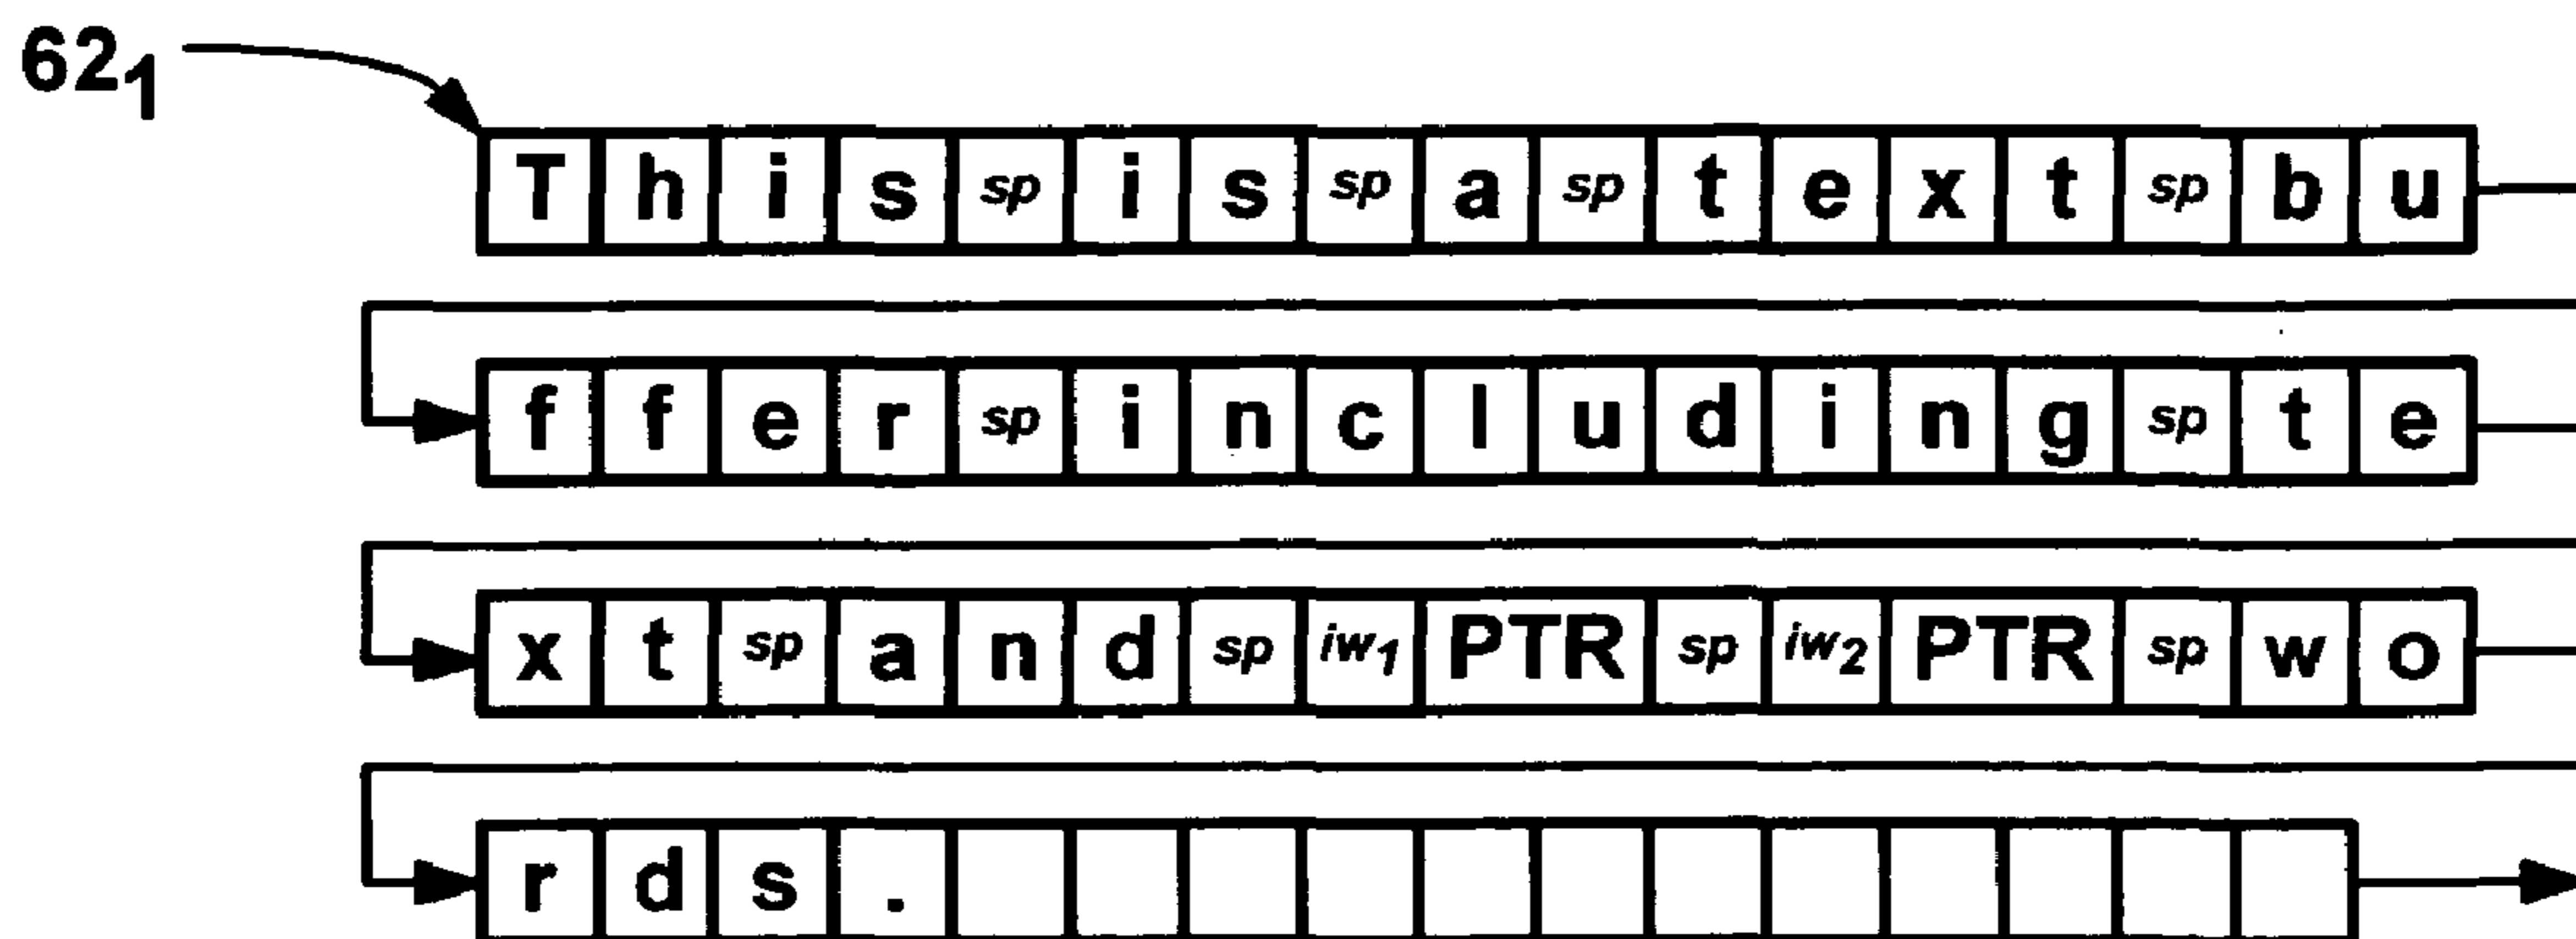 62₁
T h i s sp i s sp a sp t e x t sp b u
f f e r sp i n c l u d i n g sp t e
x t sp a n d sp iw₁ PTR sp iw₂ PTR sp w o
r d s .